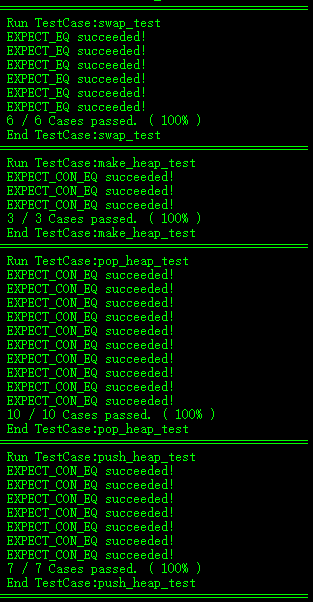 Run TestCase:swap_test
EXPECT_EQ succeeded!
EXPECT_EQ succeeded!
EXPECT_EQ succeeded!
EXPECT_EQ succeeded!
EXPECT_EQ succeeded!
EXPECT_EQ succeeded!
6 / 6 Cases passed. ( 100% )
End TestCase:swap_test
Run TestCase:make_heap_test
EXPECT_CON_EQ succeeded!
EXPECT_CON_EQ succeeded!
EXPECT_CON_EQ succeeded!
3 / 3 Cases passed. ( 100% )
End TestCase:make_heap_test
Run TestCase:pop_heap_test
EXPECT_CON_EQ succeeded!
EXPECT_CON_EQ succeeded!
EXPECT_CON_EQ succeeded!
EXPECT_CON_EQ succeeded!
EXPECT_CON_EQ succeeded!
EXPECT_CON_EQ succeeded!
EXPECT_CON_EQ succeeded!
EXPECT_CON_EQ succeeded!
EXPECT_CON_EQ succeeded!
EXPECT_CON_EQ succeeded!
10 / 10 Cases passed. ( 100% )
End TestCase:pop_heap_test
Run TestCase:push_heap_test
EXPECT_CON_EQ succeeded!
EXPECT_CON_EQ succeeded!
EXPECT_CON_EQ succeeded!
EXPECT_CON_EQ succeeded!
EXPECT_CON_EQ succeeded!
EXPECT_CON_EQ succeeded!
EXPECT_CON_EQ succeeded!
7 / 7 Cases passed. ( 100% )
End TestCase:push_heap_test